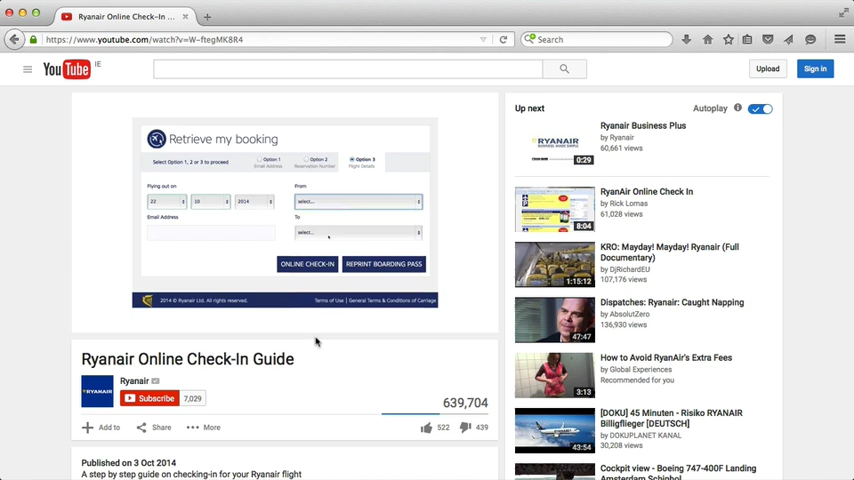 Ryanair Online Check-In ...
https://www.youtube.com/watch?v=W-ftegMK8R4
Search
YouTube IE
Upload
Sign in
Retrieve my booking
Select Option 1, 2 or 3 to proceed
Option 1
Email Address
Option 2
Reservation Number
Option 3
Flight Details
Flying out on
From
22
10
2014
select...
Email Address
To
select...
ONLINE CHECK-IN
REPRINT BOARDING PASS
2014 © Ryanair Ltd. All rights reserved.
Terms of Use | General Terms & Conditions of Carriage
Ryanair Online Check-In Guide
RYANAIR
Ryanair
Subscribe
7,029
639,704
Add to
Share
More
522
439
Published on 3 Oct 2014
A step by step guide on checking-in for your Ryanair flight
Up next
Autoplay
RYANAIR
0:29
Ryanair Business Plus
by Ryanair
60,661 views
8:04
RyanAir Online Check In
by Rick Lomas
61,028 views
1:15:12
KRO: Mayday! Mayday! Ryanair (Full
Documentary)
by DjRichardEU
107,176 views
47:47
Dispatches: Ryanair: Caught Napping
by AbsolutZero
136,930 views
3:13
How to Avoid RyanAir's Extra Fees
by Global Experiences
Recommended for you
43:54
[DOKU] 45 Minuten - Risiko RYANAIR
Billigflieger [DEUTSCH]
by DOKUPLANET KANAL
30,208 views
Cockpit view - Boeing 747-400F Landing
Amsterdam Schiphol